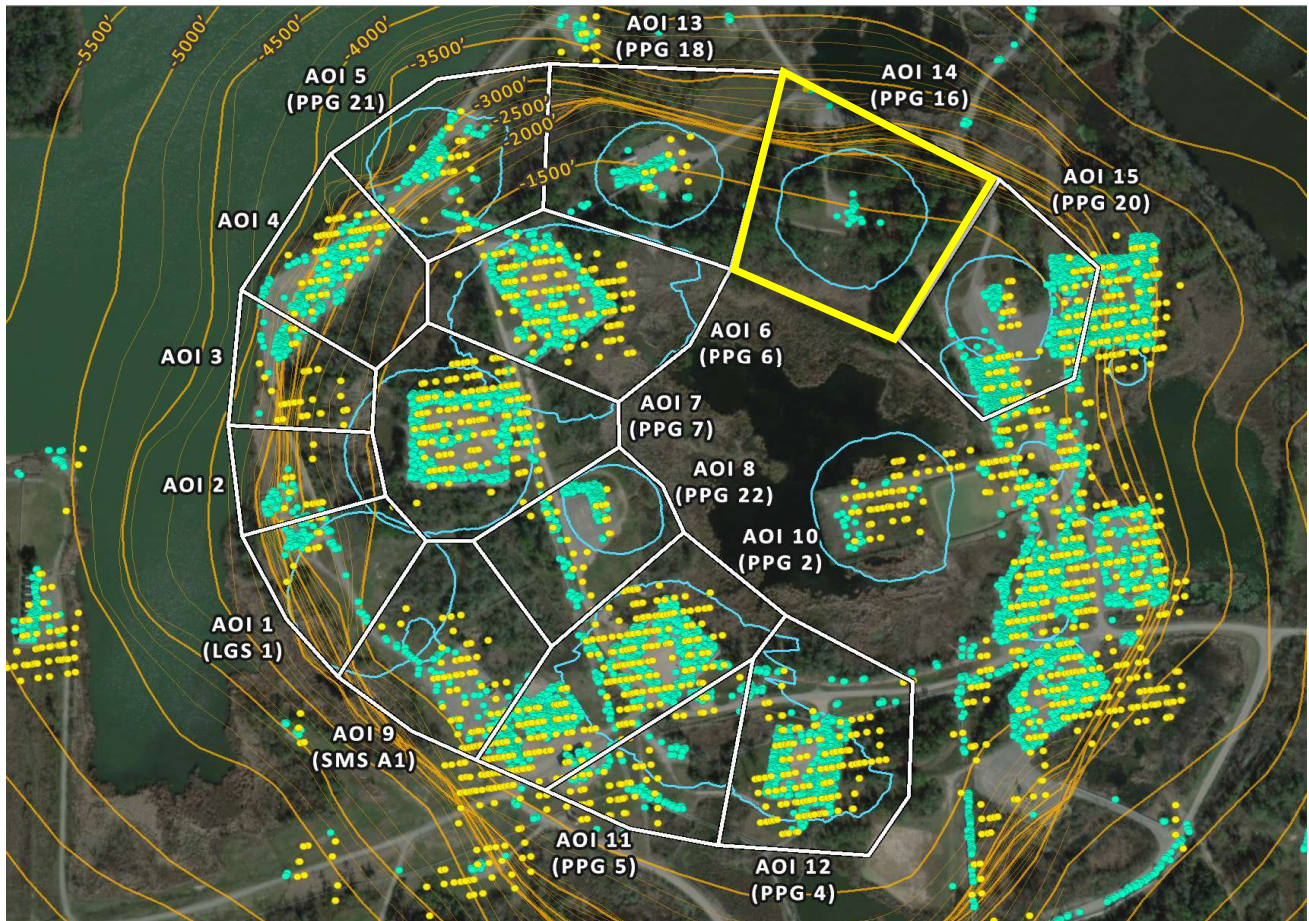 -5500'
-5000'
-4500'
-4000'
-3500'
-3000'
-2500'
-2000'
-1500'
AOI 13
(PPG 18)
AOI 14
(PPG 16)
AOI 5
(PPG 21)
AOI 15
(PPG 20)
AOI 4
AOI 3
AOI 6
(PPG 6)
AOI 7
(PPG 7)
AOI 2
AOI 8
(PPG 22)
AOI 10
(PPG 2)
AOI 1
(LGS 1)
AOI 9
(SMS A1)
AOI 11
(PPG 5)
AOI 12
(PPG 4)